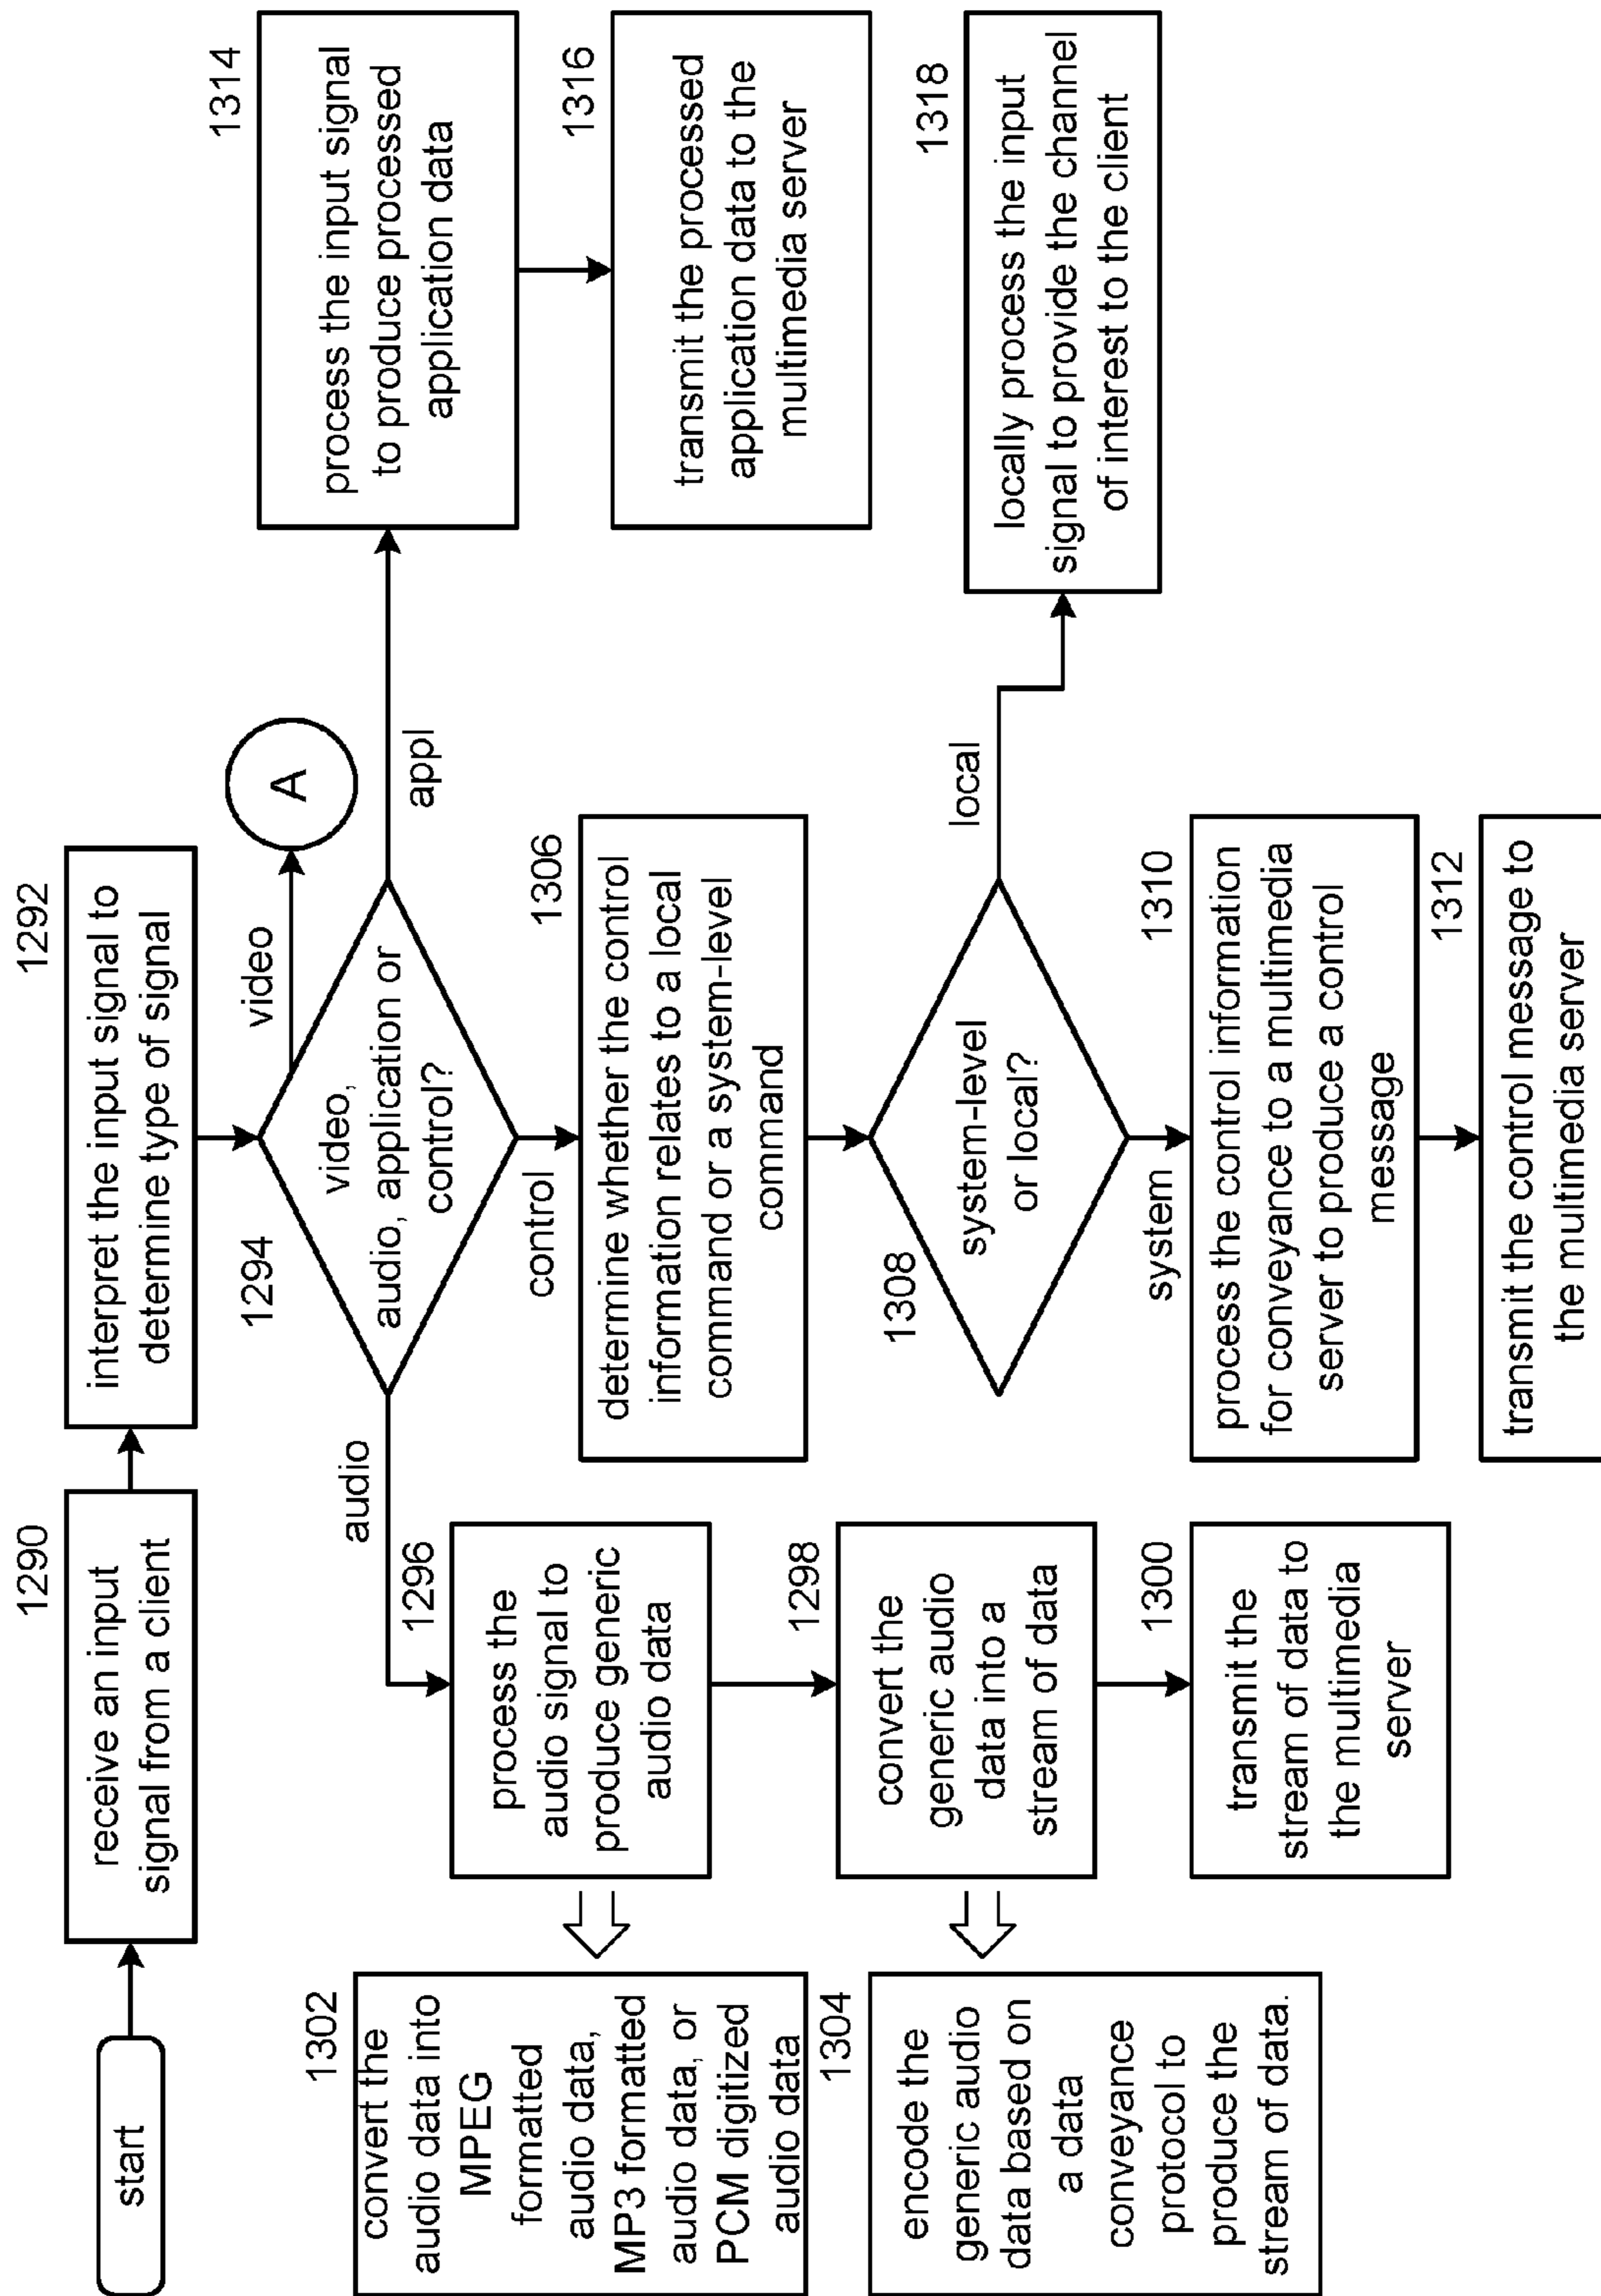 start
1290
receive an input
signal from a client
1292
interpret the input signal to
determine type of signal
1294
video,
audio, application or
control?
video
A
audio
control
appl
1296
process the
audio signal to
produce generic
audio data
1298
convert the
generic audio
data into a
stream of data
1300
transmit the
stream of data to
the multimedia
server
1302
convert the
audio data into
MPEG
formatted
audio data,
MP3 formatted
audio data, or
PCM digitized
audio data
1304
encode the
generic audio
data based on
a data
conveyance
protocol to
produce the
stream of data.
1306
determine whether the control
information relates to a local
command or a system-level
command
1308
system-level
or local?
system
local
1310
process the control information
for conveyance to a multimedia
server to produce a control
message
1312
transmit the control message to
the multimedia server
1314
process the input signal
to produce processed
application data
1316
transmit the processed
application data to the
multimedia server
1318
locally process the input
signal to provide the channel
of interest to the client